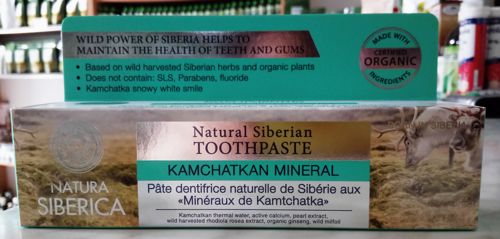 WILD POWER OF SIBERIA HELPS TO
MAINTAIN THE HEALTH OF TEETH AND GUMS
• Based on wild harvested Siberian herbs and organic plants
• Does not contain: SLS, Parabens, fluoride
• Kamchatka snowy white smile
MADE WITH
CERTIFIED
ORGANIC
INGREDIENTS
Natural Siberian
TOOTHPASTE
KAMCHATKAN MINERAL
Pâte dentifrice naturelle de Sibérie aux
«Minéraux de Kamtchatka»
Kamchatkan thermal water, active calcium, pearl extract,
wild harvested rhodiola rosea extract, organic ginseng, wild méfoil
NATURA
SIBERICA
SIBERICA